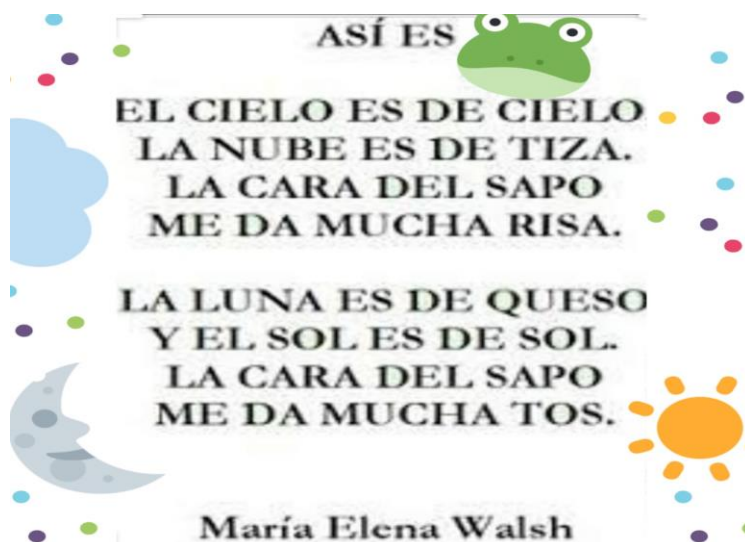 ASÍ ES
EL CIELO ES DE CIELO
LA NUBE ES DE TIZA.
LA CARA DEL SAPO
ME DA MUCHA RISA.
LA LUNA ES DE QUESO
Y EL SOL ES DE SOL.
LA CARA DEL SAPO
ME DA MUCHA TOS.
María Elena Walsh